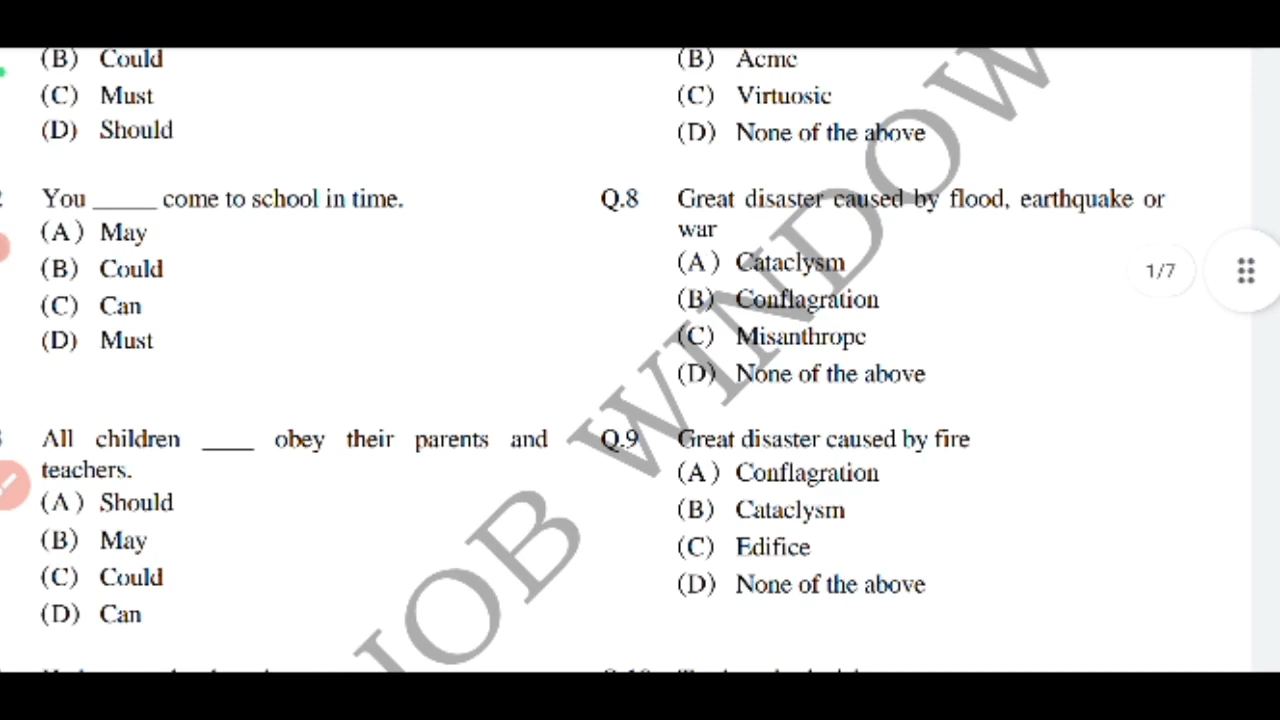 (B) Could
(C) Must
(D) Should
You _____ come to school in time.
(A) May
(B) Could
(C) Can
(D) Must
All children ____ obey their parents and
teachers.
(A) Should
(B) May
(C) Could
(D) Can
(B) Acme
(C) Virtuosic
(D) None of the above
Q.8 Great disaster caused by flood, earthquake or
war
(A) Cataclysm
(B) Conflagration
(C) Misanthrope
(D) None of the above
Q.9 Great disaster caused by fire
(A) Conflagration
(B) Cataclysm
(C) Edifice
(D) None of the above
1/7
JOB WINDOW